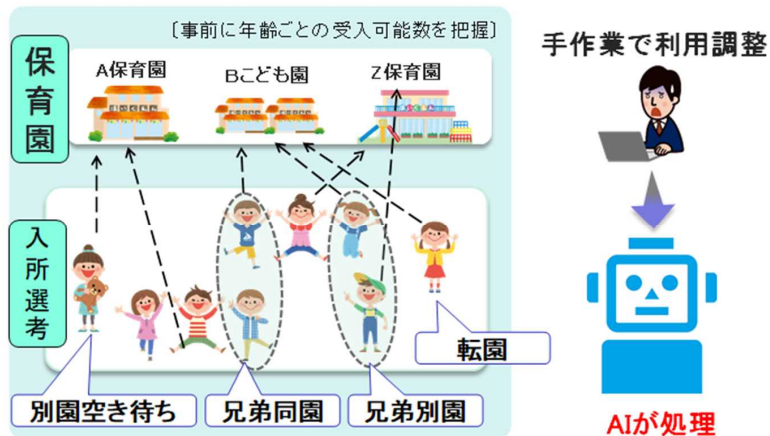 〔事前に年齢ごとの受入可能数を把握〕
保育園
A保育園
Bこども園
Z保育園
入所選考
転園
別園空き待ち
兄弟同園
兄弟別園
手作業で利用調整
AIが処理